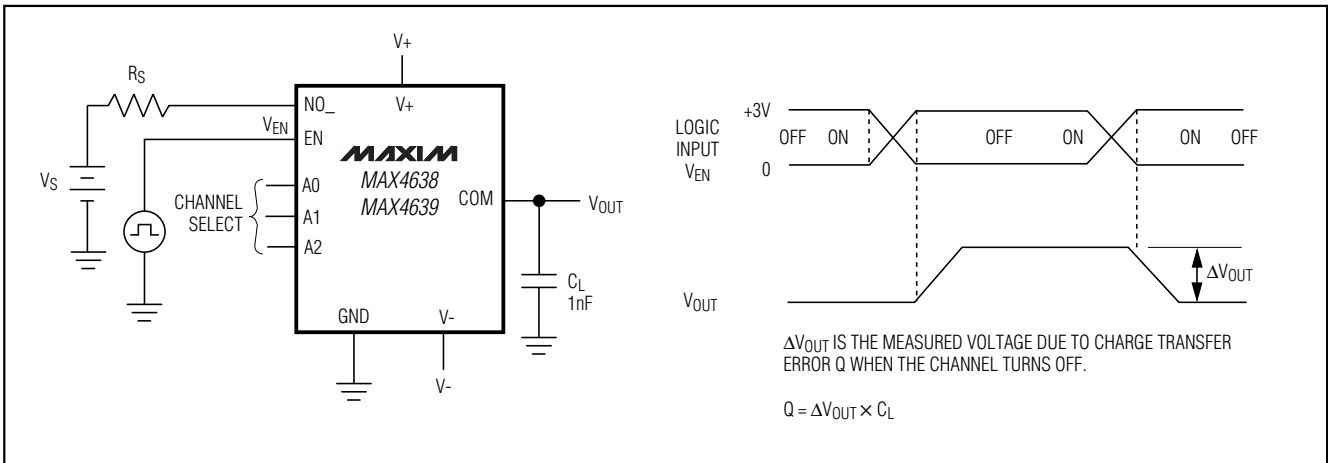 V+
RS
NO_
V+
VEN
EN
MAXIM
MAX4638
MAX4639
VS
A0
CHANNEL
SELECT
A1
A2
COM
VOUT
CL
1nF
GND
V-
V-
LOGIC
INPUT
VEN
+3V
0
OFF ON OFF ON ON OFF
VOUT
ΔVOUT
ΔVOUT IS THE MEASURED VOLTAGE DUE TO CHARGE TRANSFER
ERROR Q WHEN THE CHANNEL TURNS OFF.
Q = ΔVOUT × CL